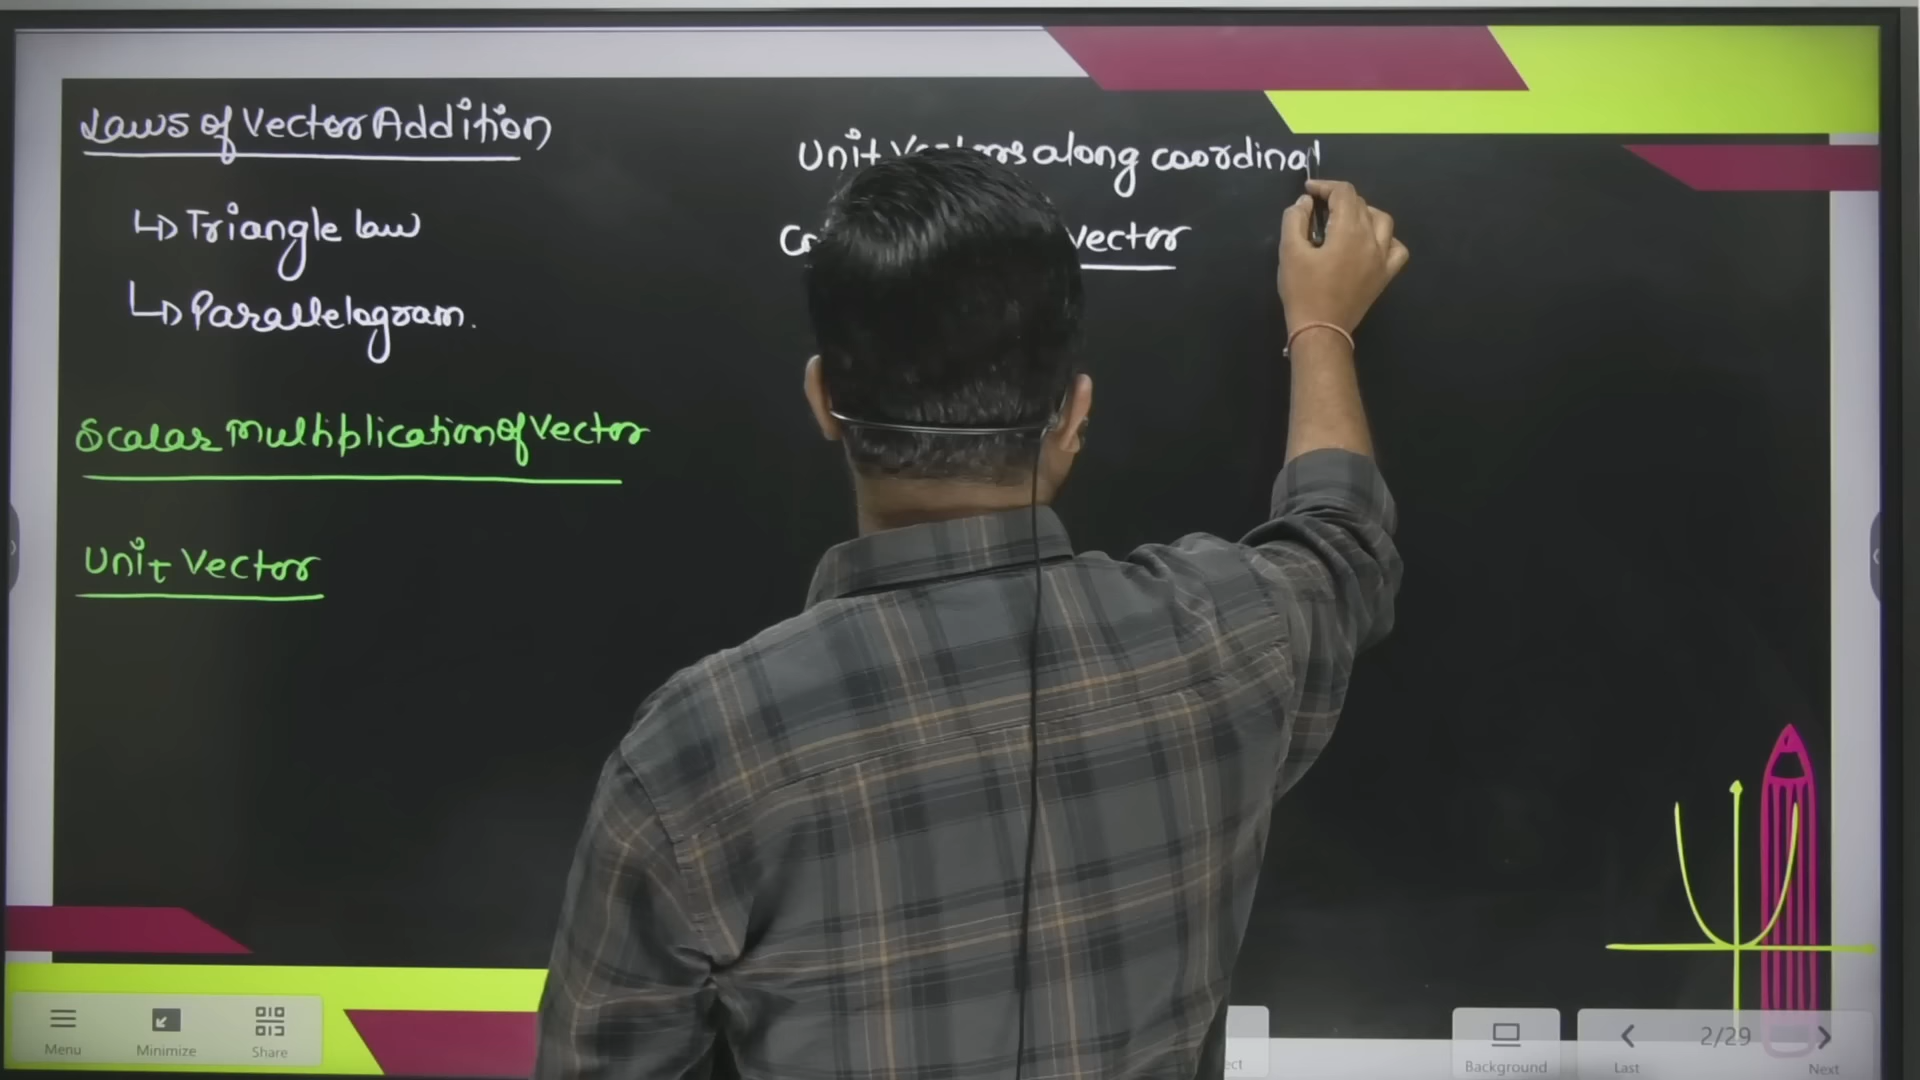 Laws of Vector Addition
↳ Triangle law
↳ Parallelogram.
Scalar Multiplication of Vector
Unit Vector
Unit along coordinat
Vector
Menu
Minimize
Share
Background
Last
2/29
Next